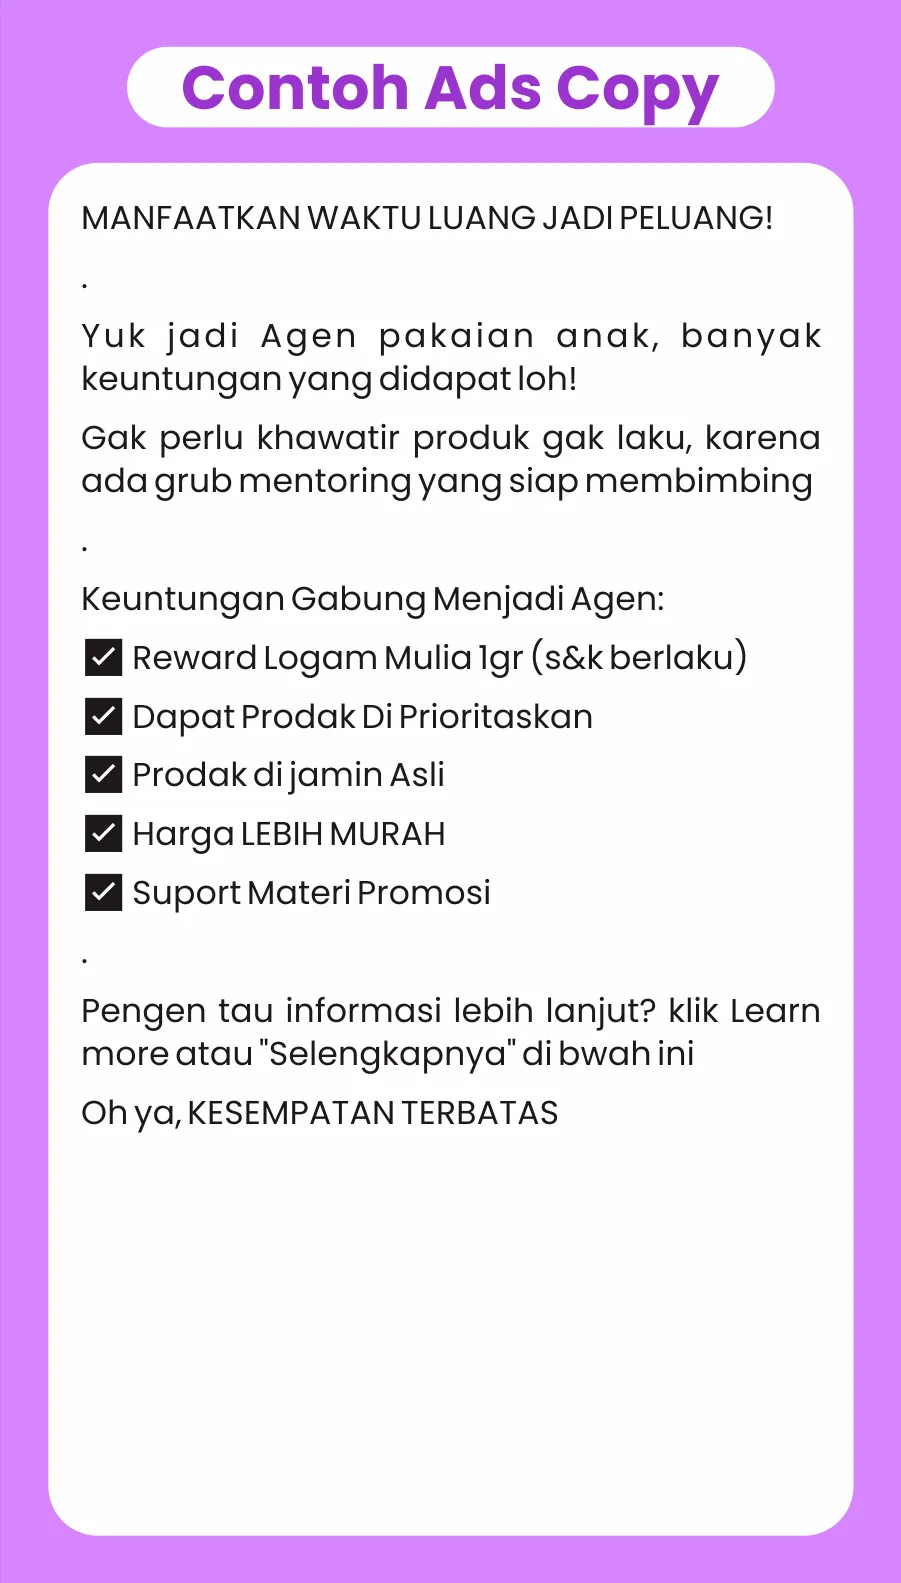 Contoh Ads Copy
MANFAATKAN WAKTU LUANG JADI PELUANG!
.
Yuk jadi Agen pakaian anak, banyak
keuntungan yang didapat loh!
Gak perlu khawatir produk gak laku, karena
ada grub mentoring yang siap membimbing
.
Keuntungan Gabung Menjadi Agen:
Reward Logam Mulia 1gr (s&k berlaku)
Dapat Prodak Di Prioritaskan
Prodak di jamin Asli
Harga LEBIH MURAH
Suport Materi Promosi
.
Pengen tau informasi lebih lanjut? klik Learn
more atau "Selengkapnya" di bwah ini
Oh ya, KESEMPATAN TERBATAS